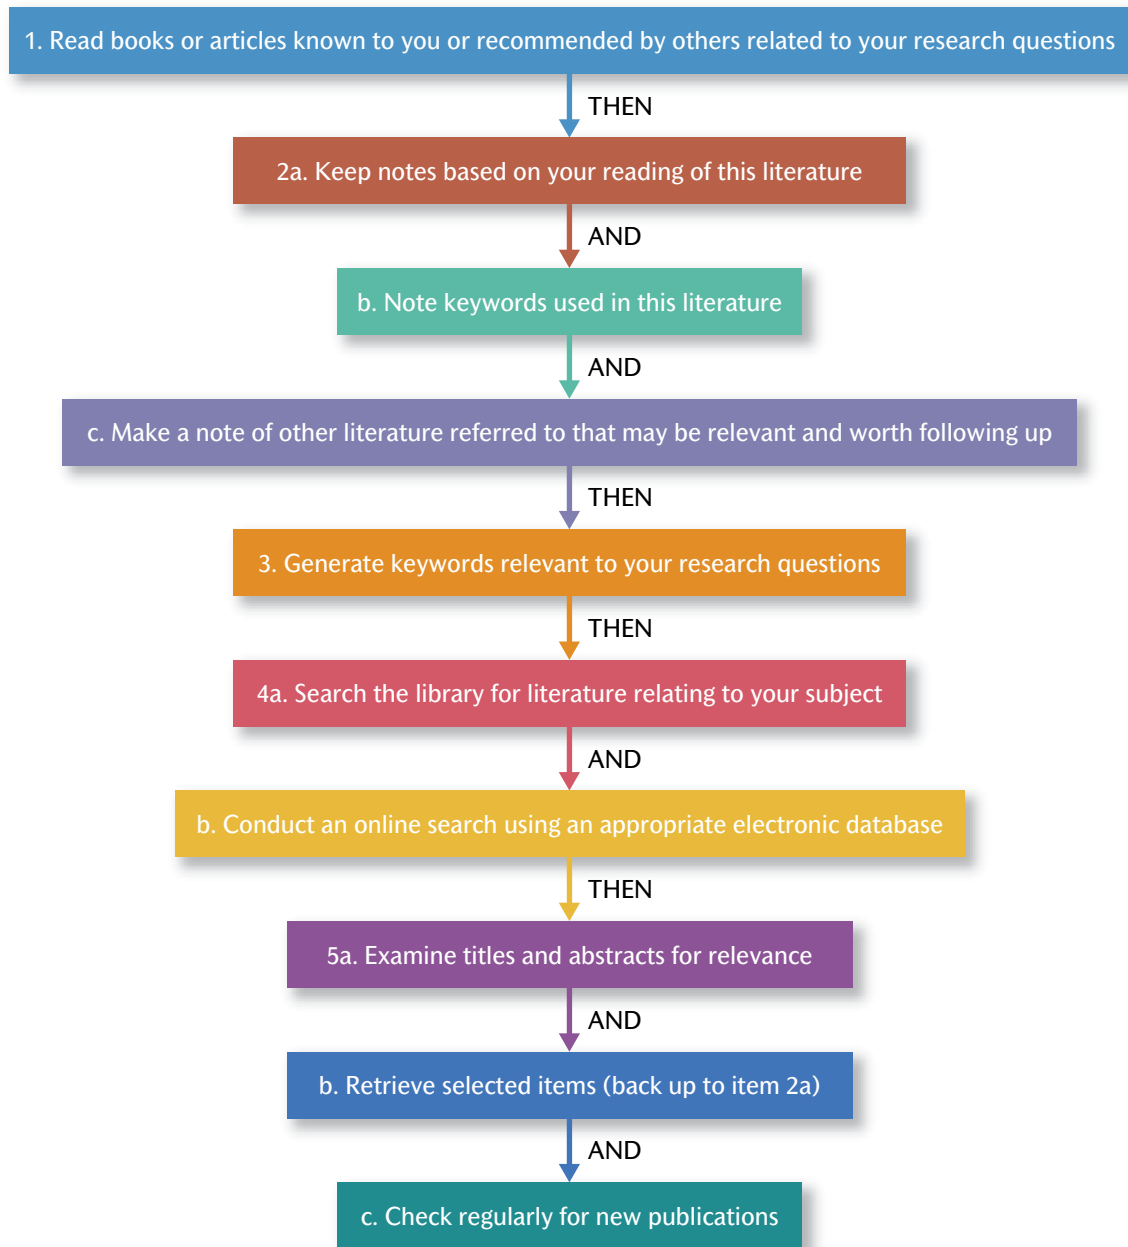 1. Read books or articles known to you or recommended by others related to your research questions
THEN
2a. Keep notes based on your reading of this literature
AND
b. Note keywords used in this literature
AND
c. Make a note of other literature referred to that may be relevant and worth following up
THEN
3. Generate keywords relevant to your research questions
THEN
4a. Search the library for literature relating to your subject
AND
b. Conduct an online search using an appropriate electronic database
THEN
5a. Examine titles and abstracts for relevance
AND
b. Retrieve selected items (back up to item 2a)
AND
c. Check regularly for new publications